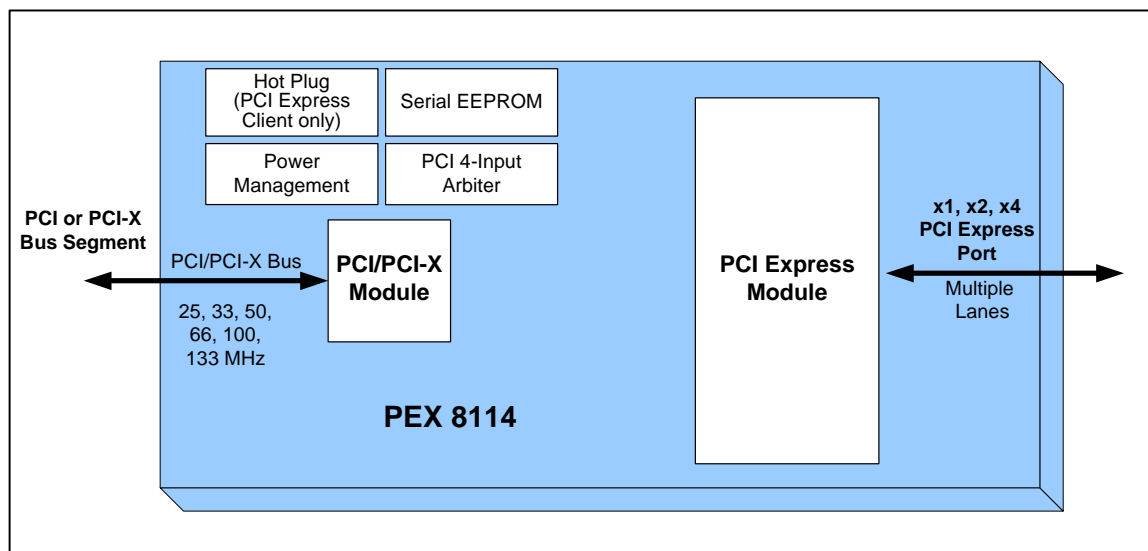 Hot Plug
(PCI Express
Client only)
Serial EEPROM
Power
Management
PCI 4-Input
Arbiter
PCI or PCI-X
Bus Segment
PCI/PCI-X Bus
25, 33, 50,
66, 100,
133 MHz
PCI/PCI-X
Module
PCI Express
Module
x1, x2, x4
PCI Express
Port
Multiple
Lanes
PEX 8114